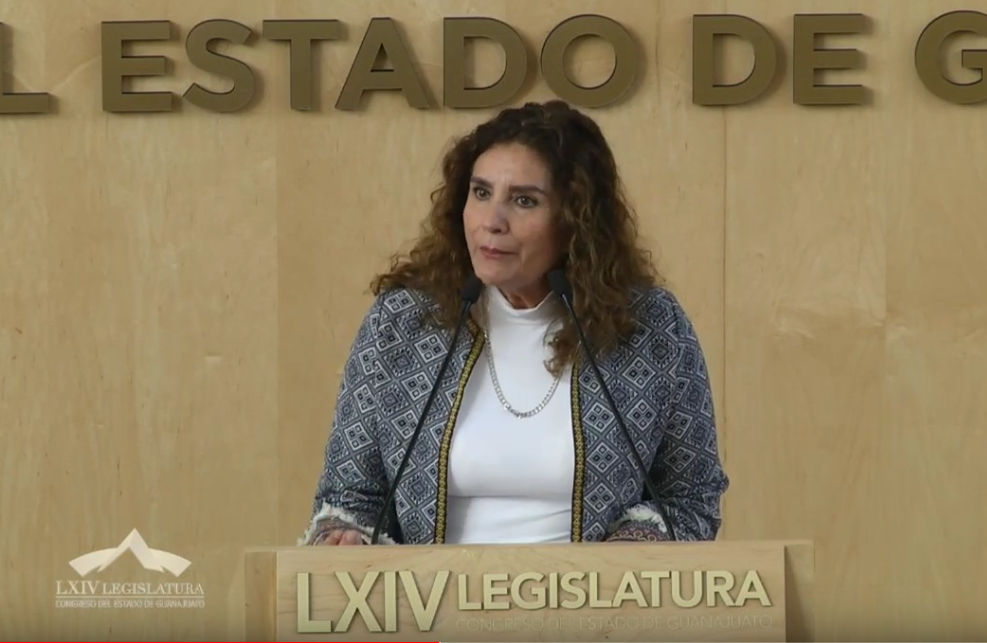 L ESTADO DE G
LXIV LEGISLATURA
CONGRESO DEL ESTADO DE GUANAJUATO
LXIV LEGISLATURA
CONGRESO DEL ESTADO DE GUANAJUATO